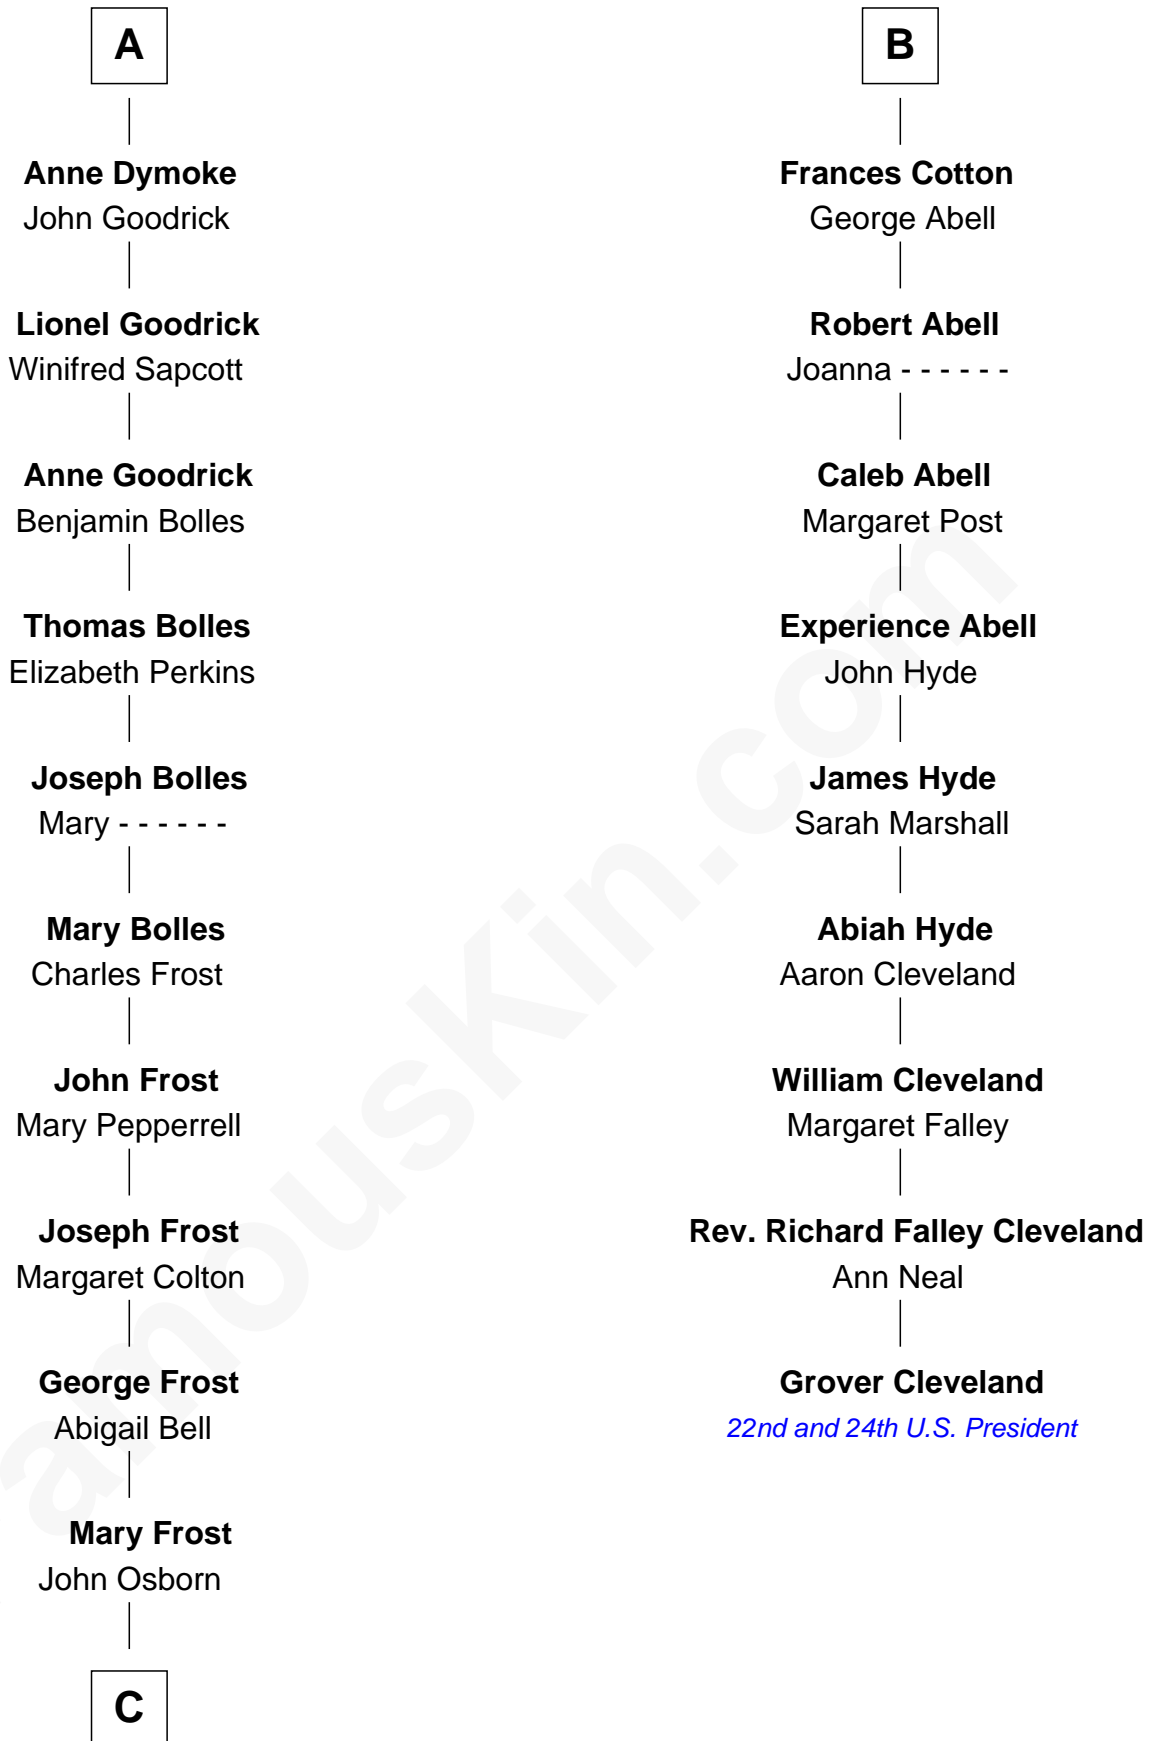 A
Anne Dymoke
John Goodrick
Lionel Goodrick
Winifred Sapcott
Anne Goodrick
Benjamin Bolles
Thomas Bolles
Elizabeth Perkins
Joseph Bolles
Mary - - - - - -
Mary Bolles
Charles Frost
John Frost
Mary Pepperrell
Joseph Frost
Margaret Colton
George Frost
Abigail Bell
Mary Frost
John Osborn
C
B
Frances Cotton
George Abell
Robert Abell
Joanna - - - - - -
Caleb Abell
Margaret Post
Experience Abell
John Hyde
James Hyde
Sarah Marshall
Abiah Hyde
Aaron Cleveland
William Cleveland
Margaret Falley
Rev. Richard Falley Cleveland
Ann Neal
Grover Cleveland
22nd and 24th U.S. President
amousKin.com